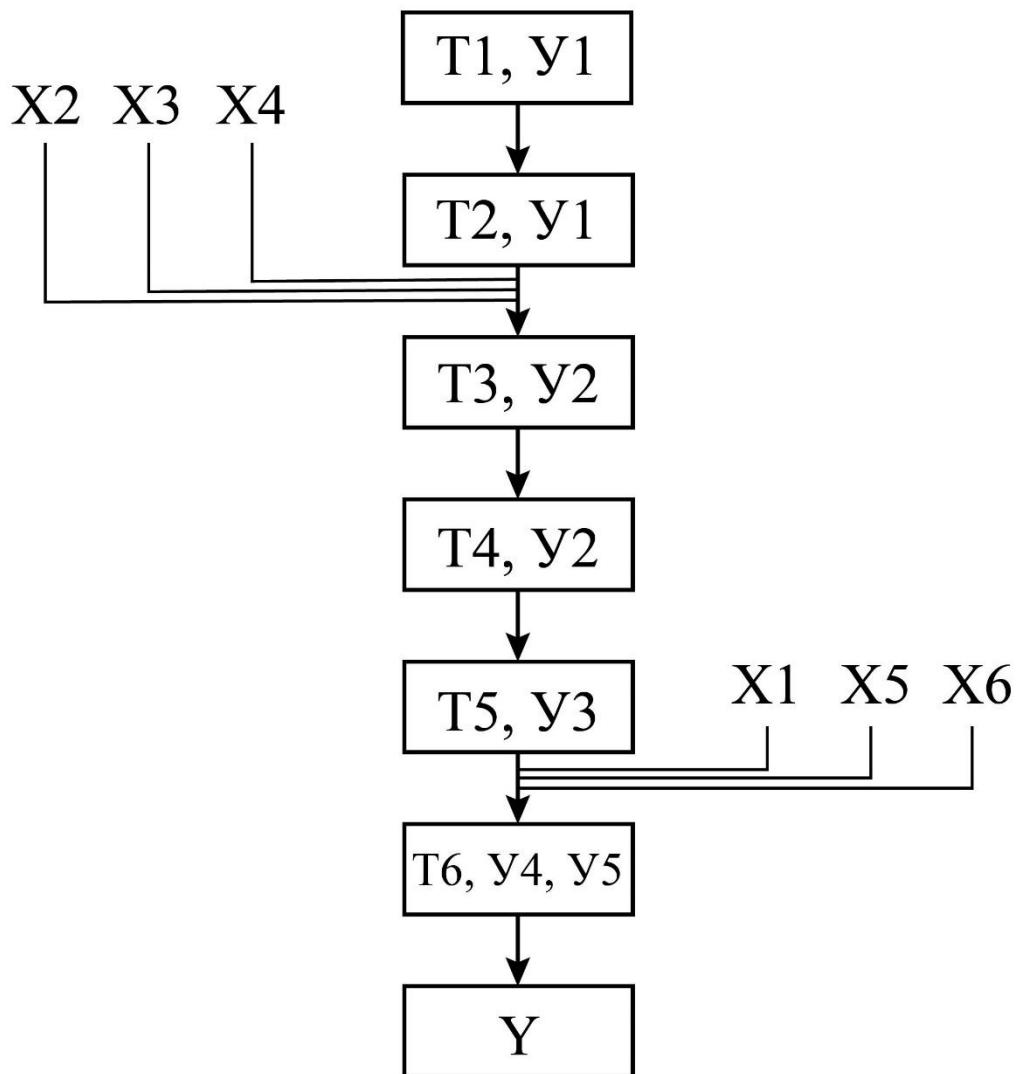 Т1, У1
Х2 Х3 Х4
Т2, У1
Т3, У2
Т4, У2
Т5, У3
Х1 Х5 Х6
Т6, У4, У5
Y